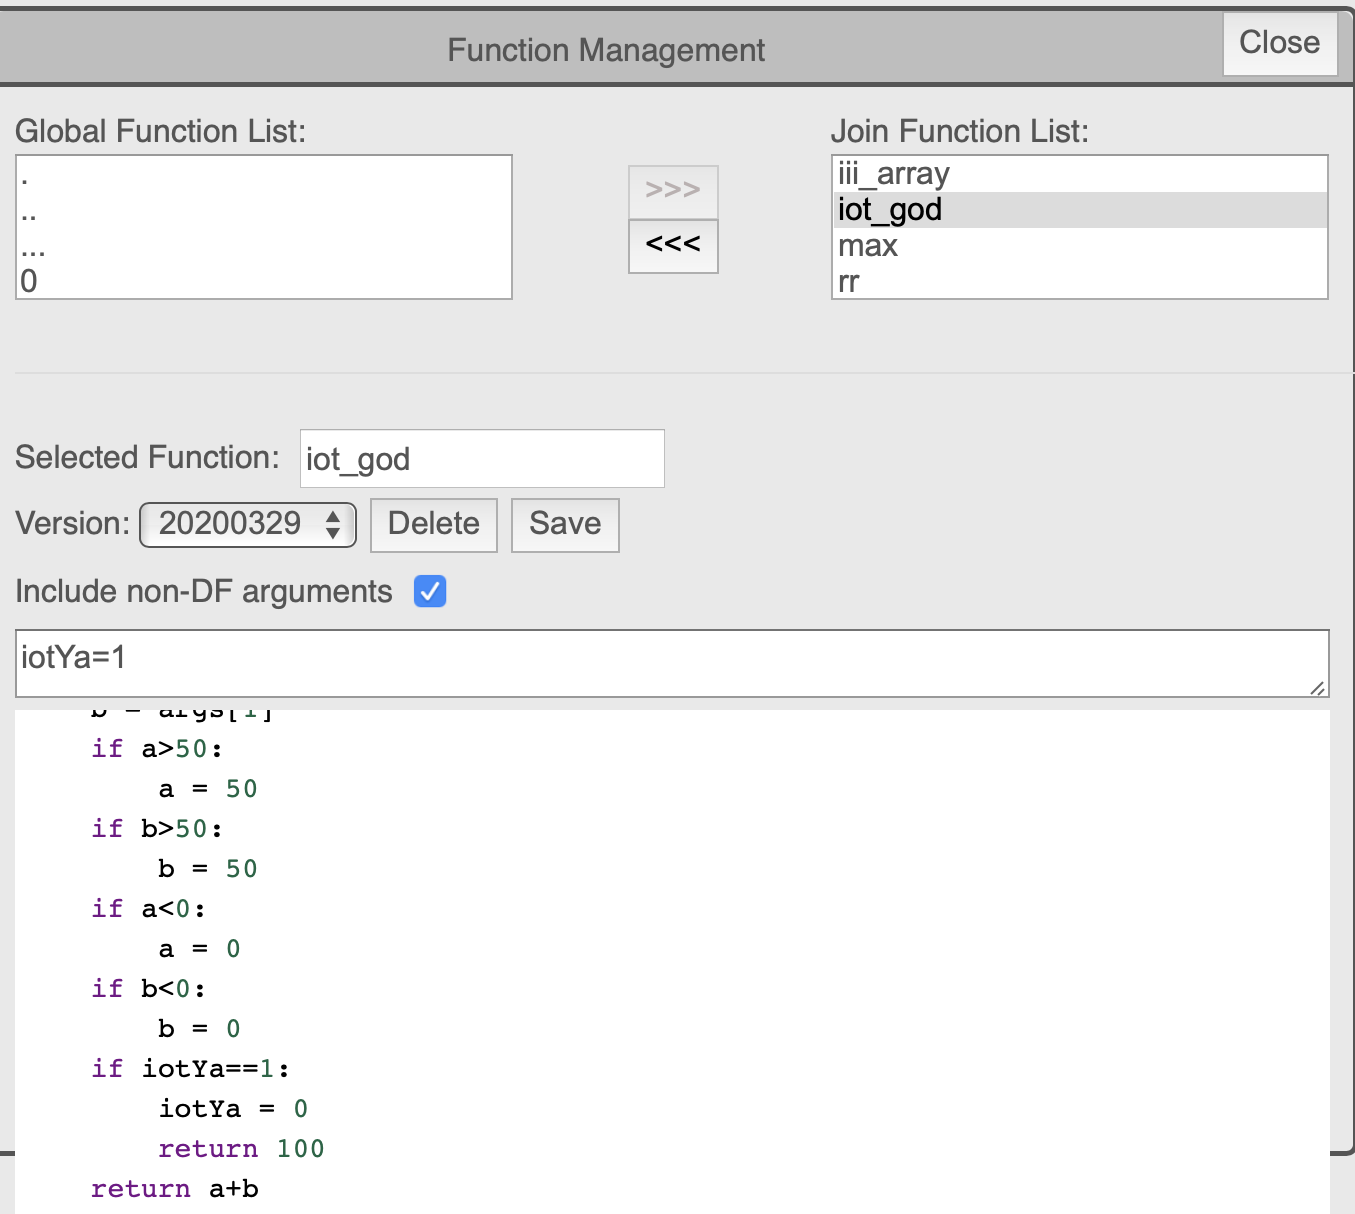 Function Management
Close
Global Function List:
.
..
...
0
>>>
<<<
Join Function List:
iii_array
iot_god
max
rr
Selected Function: iot_god
Version: 20200329 Delete Save
Include non-DF arguments
iotYa=1
b = args[1]
if a>50:
a = 50
if b>50:
b = 50
if a<0:
a = 0
if b<0:
b = 0
if iotYa==1:
iotYa = 0
return 100
return a+b